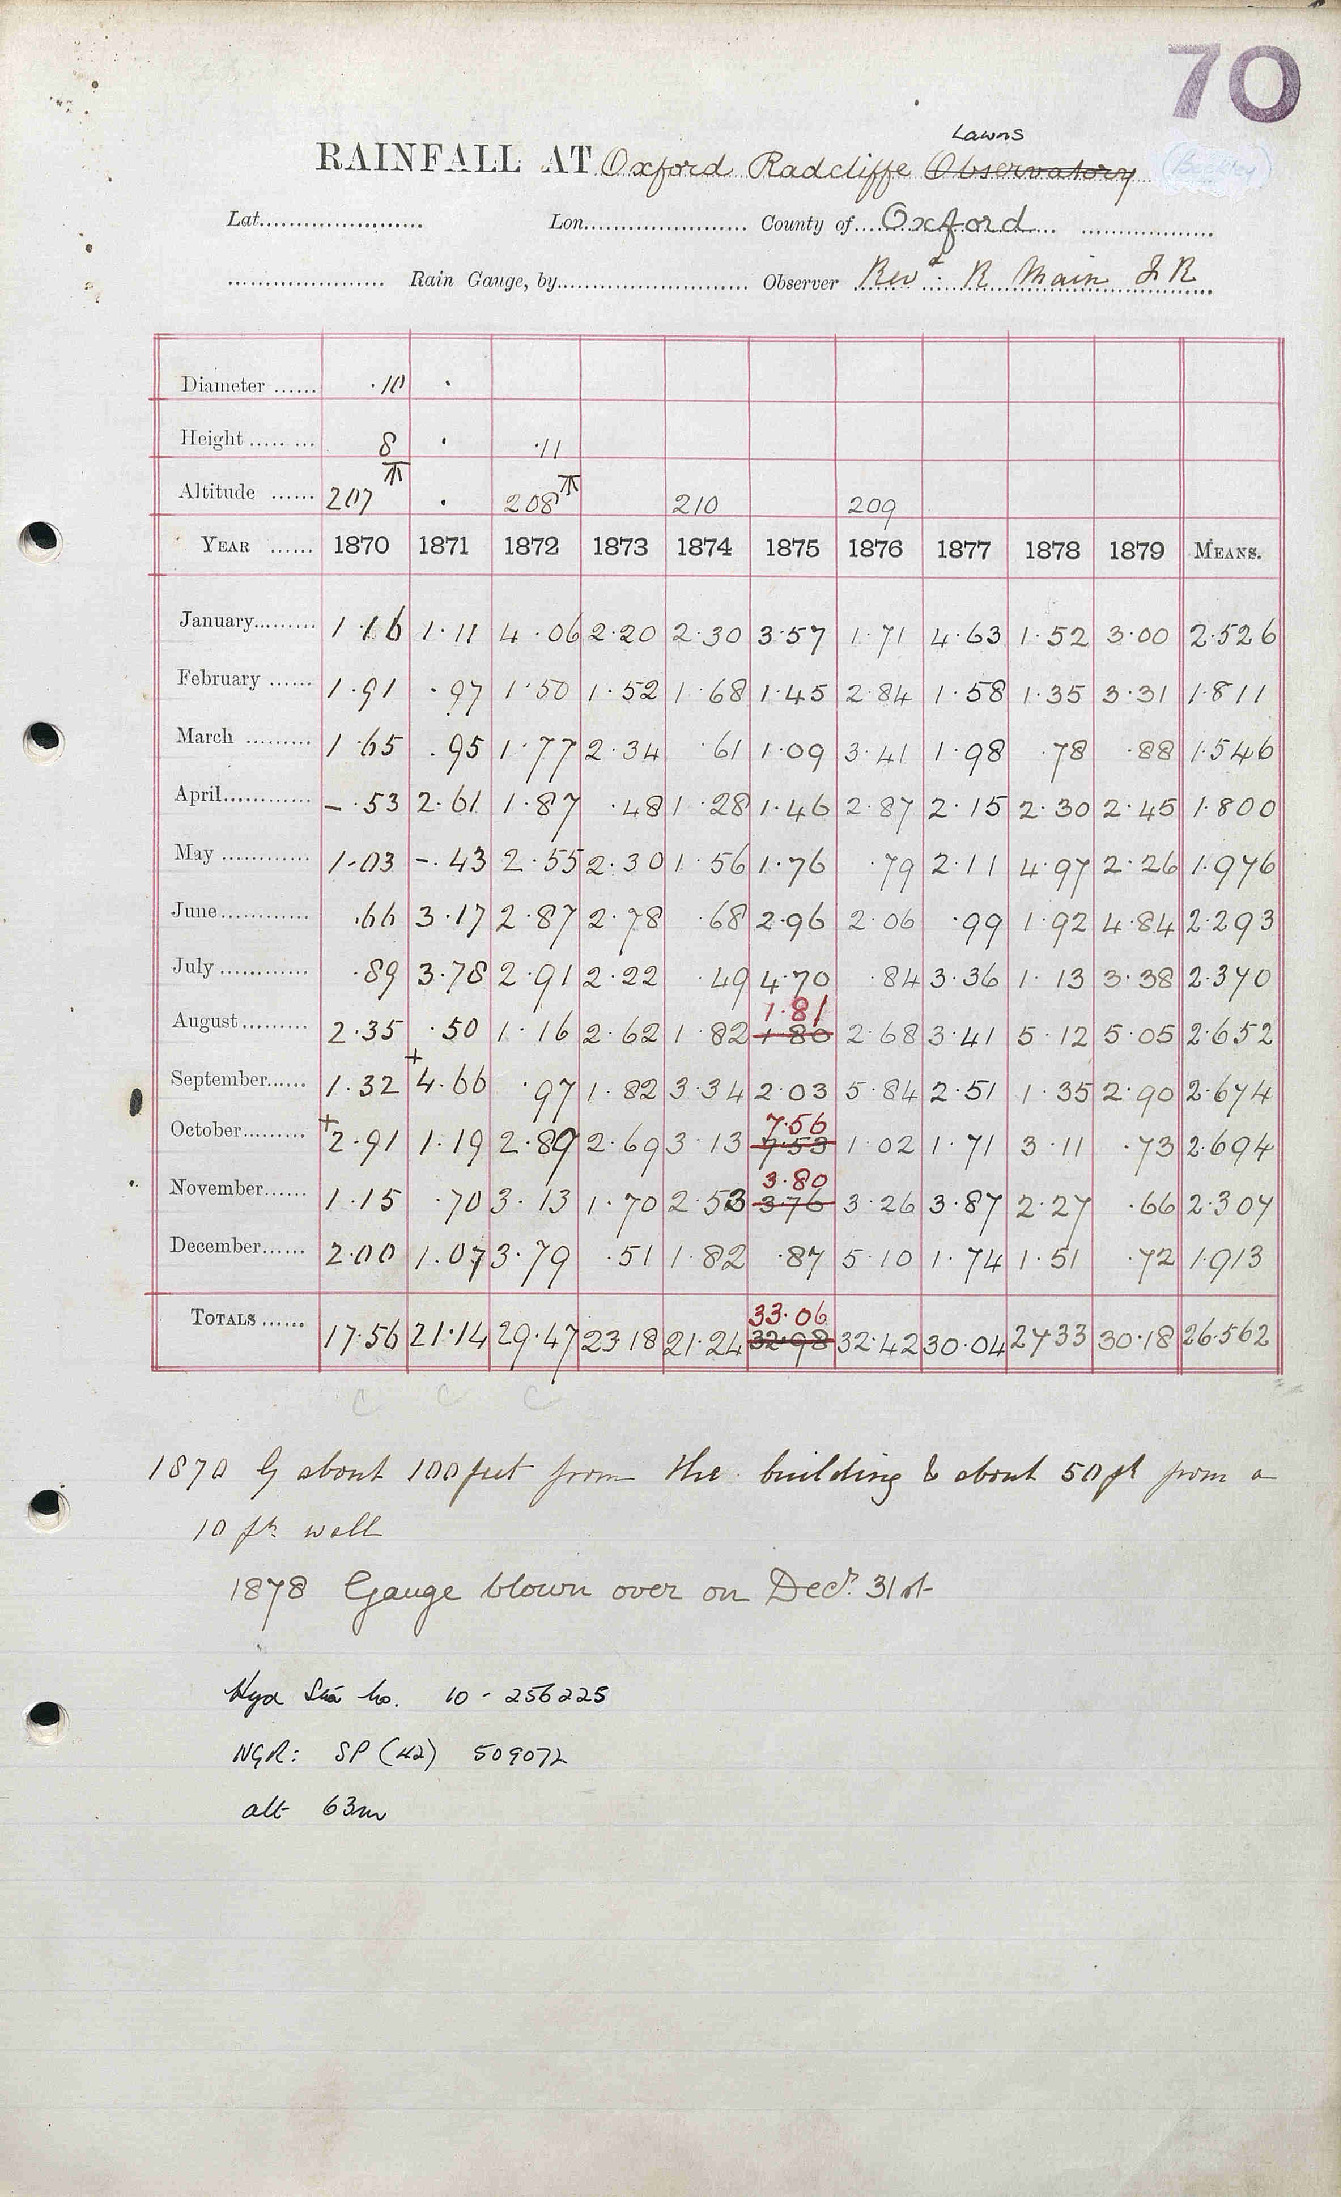 70
Lawns
RAINFALL AT Oxford Radcliffe Observatory (Beckley)
Lat. Lon. County of Oxford
Rain Gauge, by Observer Revd. R Main F R
Diameter 10 ·
Height 8 · 11
Altitude 207 · 208 210 209
YEAR 1870 1871 1872 1873 1874 1875 1876 1877 1878 1879 MEANS.
January 1·16 1·11 4·06 2·20 2·30 3·57 1·71 4·63 1·52 3·00 2·526
February 1·91 ·97 1·50 1·52 1·68 1·45 2·84 1·58 1·35 3·31 1·811
March 1·65 ·95 1·77 2·34 ·61 1·09 3·41 1·98 ·78 ·88 1·546
April –·53 2·61 1·87 ·48 1·28 1·46 2·87 2·15 2·30 2·45 1·800
May 1·03 –·43 2·55 2·30 1·56 1·76 ·79 2·11 4·97 2·26 1·976
June ·66 3·17 2·87 2·78 ·68 2·96 2·06 ·99 1·92 4·84 2·293
July ·89 3·78 2·91 2·22 ·49 4·70 ·84 3·36 1·13 3·38 2·370
1·81
August 2·35 ·50 1·16 2·62 1·82 1·80 2·68 3·41 5·12 5·05 2·652
September 1·32 +4·66 ·97 1·82 3·34 2·03 5·84 2·51 1·35 2·90 2·674
7·56
October +2·91 1·19 2·89 2·69 3·13 7·53 1·02 1·71 3·11 ·73 2·694
3·80
November 1·15 ·70 3·13 1·70 2·53 3·76 3·26 3·87 2·27 ·66 2·307
December 2·00 1·07 3·79 ·51 1·82 ·87 5·10 1·74 1·51 ·72 1·913
33·06
TOTALS 17·56 21·14 29·47 23·18 21·24 32·98 32·42 30·04 27·33 30·18 26·562
C C C
1870 G about 100 feet from the building & about 50 ft from a
10 ft wall
1878 Gauge blown over on Decr. 31st
Hyd Sta No. 10 - 256225
NGR: SP (42) 509072
alt 63m